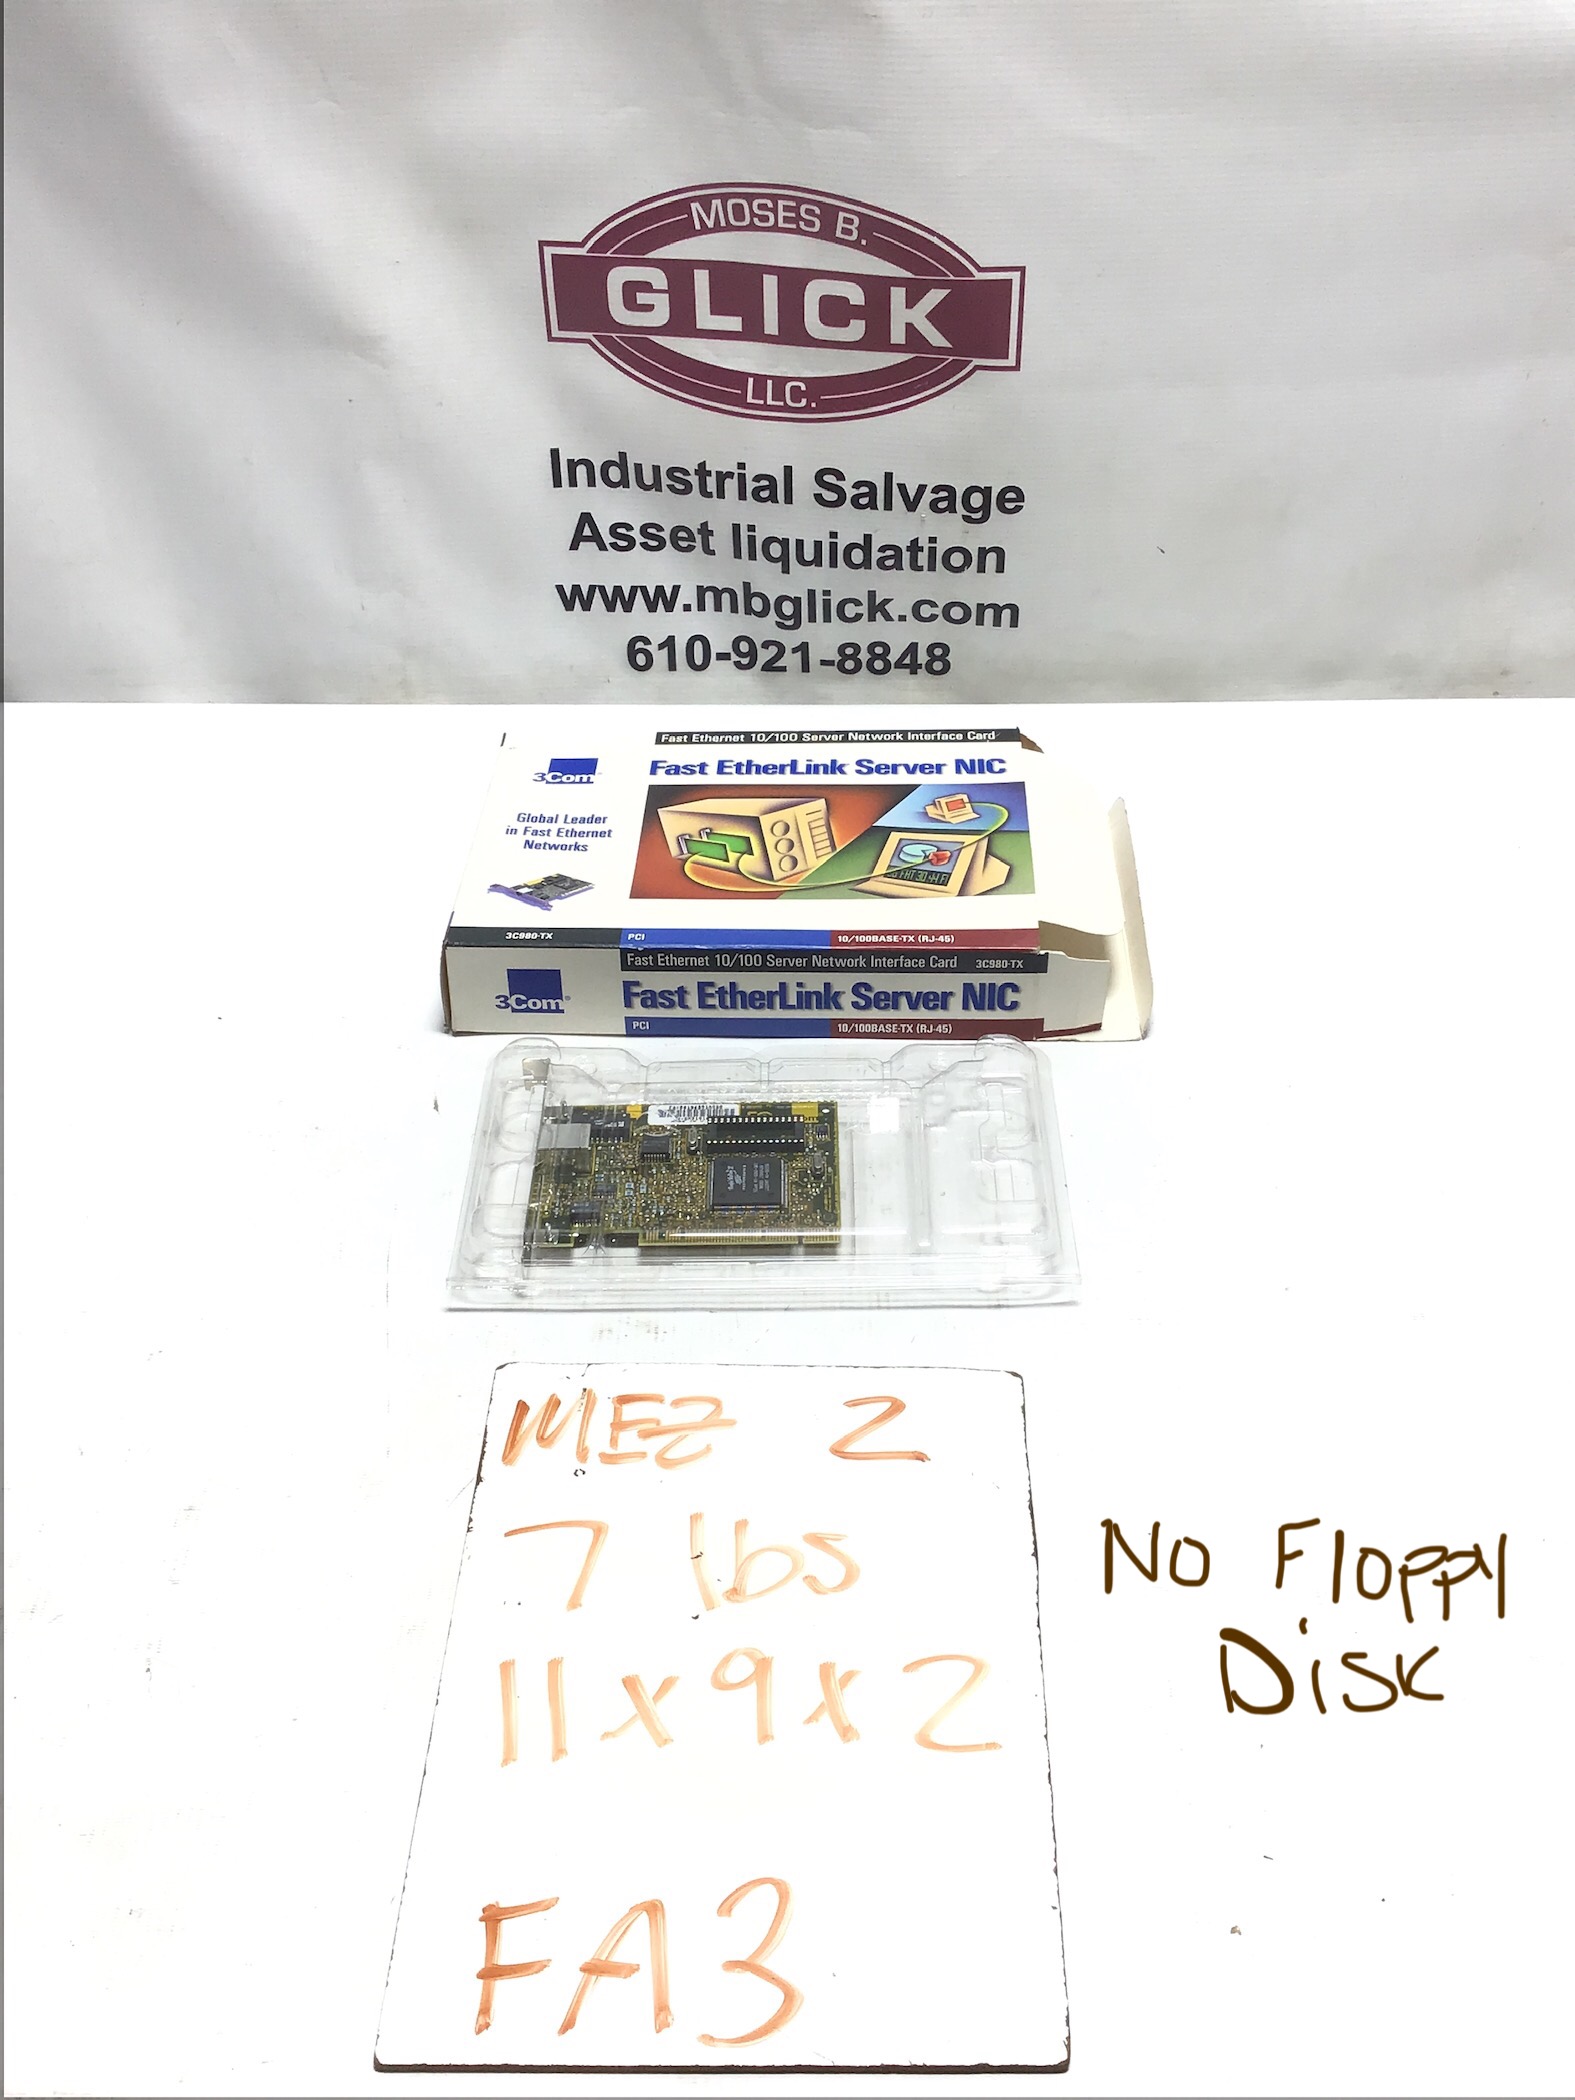 MOSES B.
GLICK
LLC.
Industrial Salvage
Asset liquidation
www.mbglick.com
610-921-8848
Fast Ethernet 10/100 Server Network Interface Card
3Com
Fast EtherLink Server NIC
Global Leader
in Fast Ethernet
Networks
3C980-TX PCI 10/100BASE-TX (RJ-45)
Fast Ethernet 10/100 Server Network Interface Card 3C980-TX
3Com®
Fast EtherLink Server NIC
PCI 10/100BASE-TX (RJ-45)
MEZ 2
7 lbs
11x9x2
FA3
No Floppy
Disk